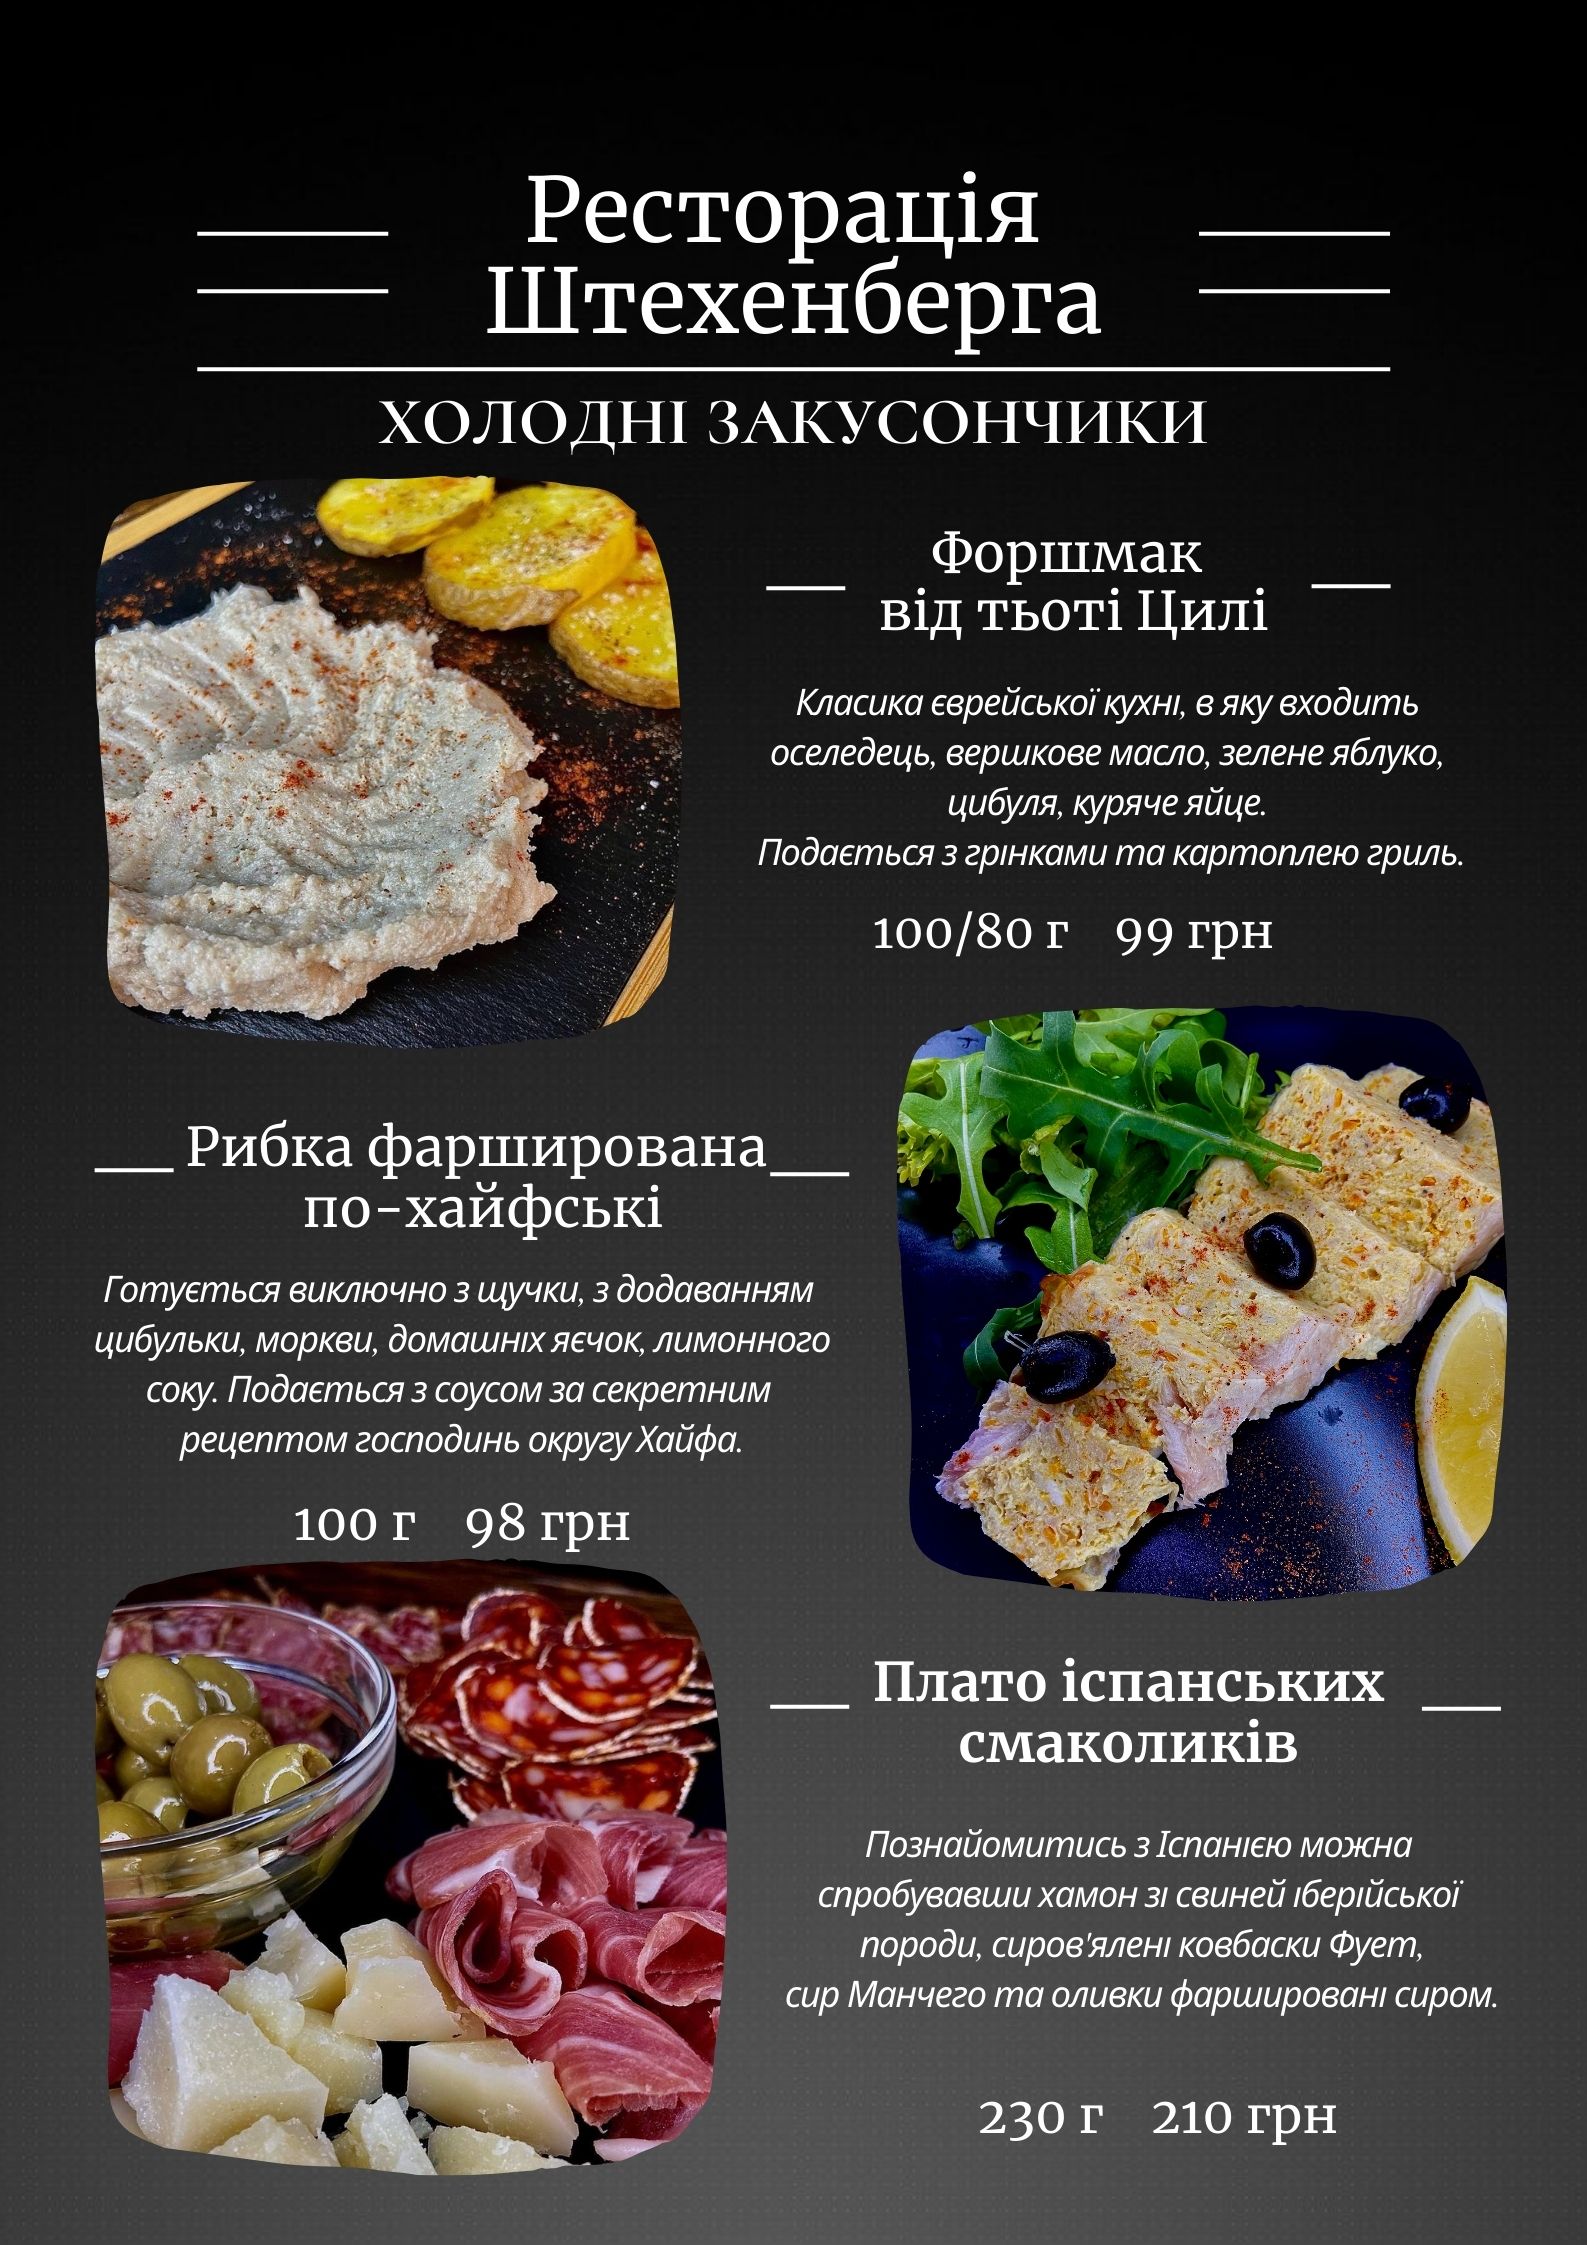 Ресторація
Штехенберга
ХОЛОДНІ ЗАКУСОНЧИКИ
Форшмак
від тьоті Цилі
Класика єврейської кухні, в яку входить
оселедець, вершкове масло, зелене яблуко,
цибуля, куряче яйце.
Подається з грінками та картоплею гриль.
100/80 г 99 грн
Рибка фарширована
по-хайфські
Готується виключно з щучки, з додаванням
цибульки, моркви, домашніх яєчок, лимонного
соку. Подається з соусом за секретним
рецептом господинь округу Хайфа.
100 г 98 грн
Плато іспанських
смаколиків
Познайомитись з Іспанією можна
спробувавши хамон зі свиней іберійської
породи, сиров'ялені ковбаски Фует,
сир Манчего та оливки фаршировані сиром.
230 г 210 грн